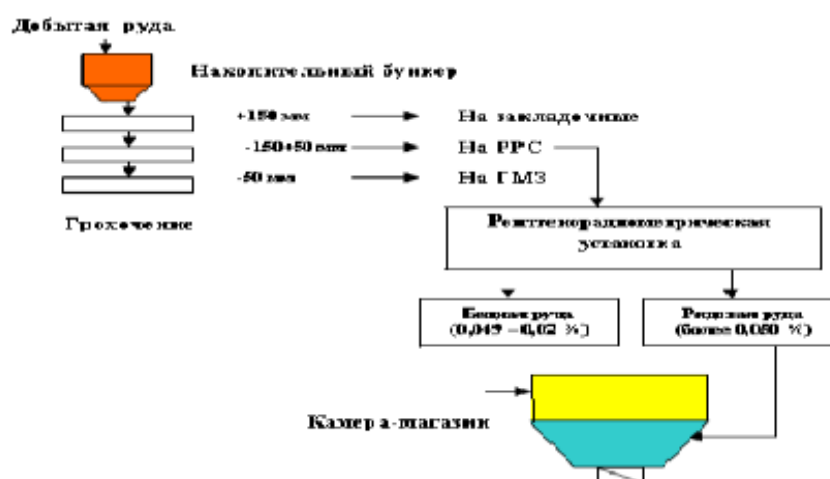 Добытая руда
Накопительный бункер
+150 мм
На закладочные
-150+50 мм
На РРС
-50 мм
На ГМЗ
Грохочение
Рентгенорадиометрическая
установка
Бедная руда
(0,049 – 0,02 %)
Рядовая руда
(более 0,050 %)
Камера-магазин